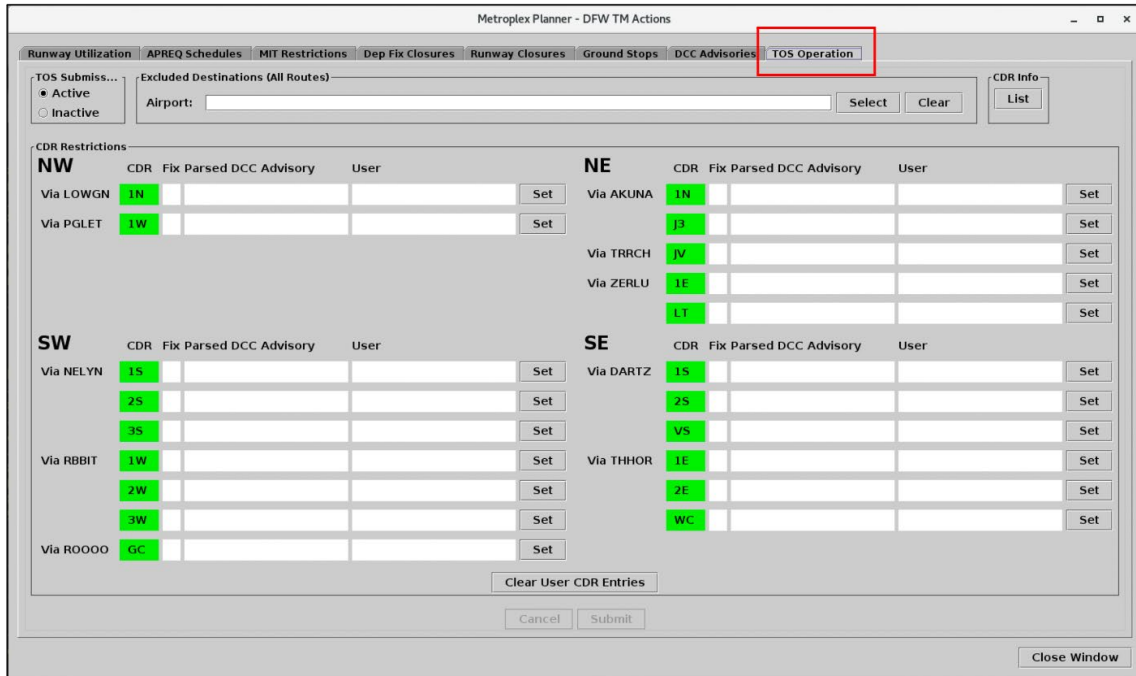 Metroplex Planner - DFW TM Actions
Runway Utilization APREQ Schedules MIT Restrictions Dep Fix Closures Runway Closures Ground Stops DCC Advisories TOS Operation
TOS Submiss... Excluded Destinations (All Routes) CDR Info
Active
Inactive
Airport: Select Clear List
CDR Restrictions
NW CDR Fix Parsed DCC Advisory User
Via LOWGN 1N Set
Via PGLET 1W Set
NE CDR Fix Parsed DCC Advisory User
Via AKUNA 1N Set
J3 Set
Via TRRCH JV Set
Via ZERLU 1E Set
LT Set
SW CDR Fix Parsed DCC Advisory User
Via NELYN 1S Set
2S Set
3S Set
Via RBBIT 1W Set
2W Set
3W Set
Via ROOOO GC Set
SE CDR Fix Parsed DCC Advisory User
Via DARTZ 1S Set
2S Set
VS Set
Via THHOR 1E Set
2E Set
WC Set
Clear User CDR Entries
Cancel Submit
Close Window